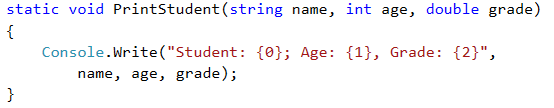 static void PrintStudent(string name, int age, double grade)
{
    Console.Write("Student: {0}; Age: {1}, Grade: {2}",
        name, age, grade);
}